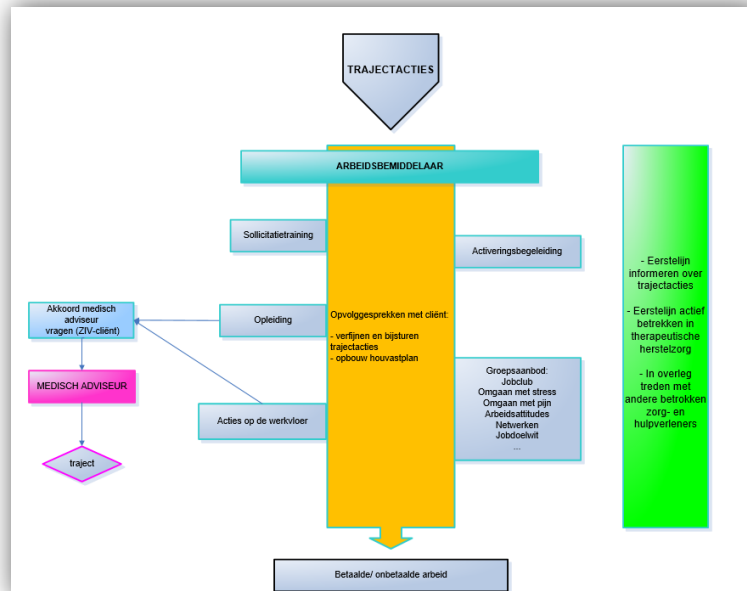 TRAJECTACTIES
ARBEIDSBEMIDDELAAR
Sollicitatietraining
Activeringsbegeleiding
Akkoord medisch
adviseur
vragen (ZIV-cliënt)
Opleiding
Opvolggesprekken met cliënt:
- verfijnen en bijsturen
trajectacties
- opbouw houvastplan
MEDISCH ADVISEUR
Acties op de werkvloer
Groepsaanbod:
Jobclub
Omgaan met stress
Omgaan met pijn
Arbeidsattitudes
Netwerken
Jobdoelwit
...
traject
- Eerstelijn
informeren over
trajectacties
- Eerstelijn actief
betrekken in
therapeutische
herstelzorg
- In overleg
treden met
andere betrokken
zorg- en
hulpverleners
Betaalde/ onbetaalde arbeid